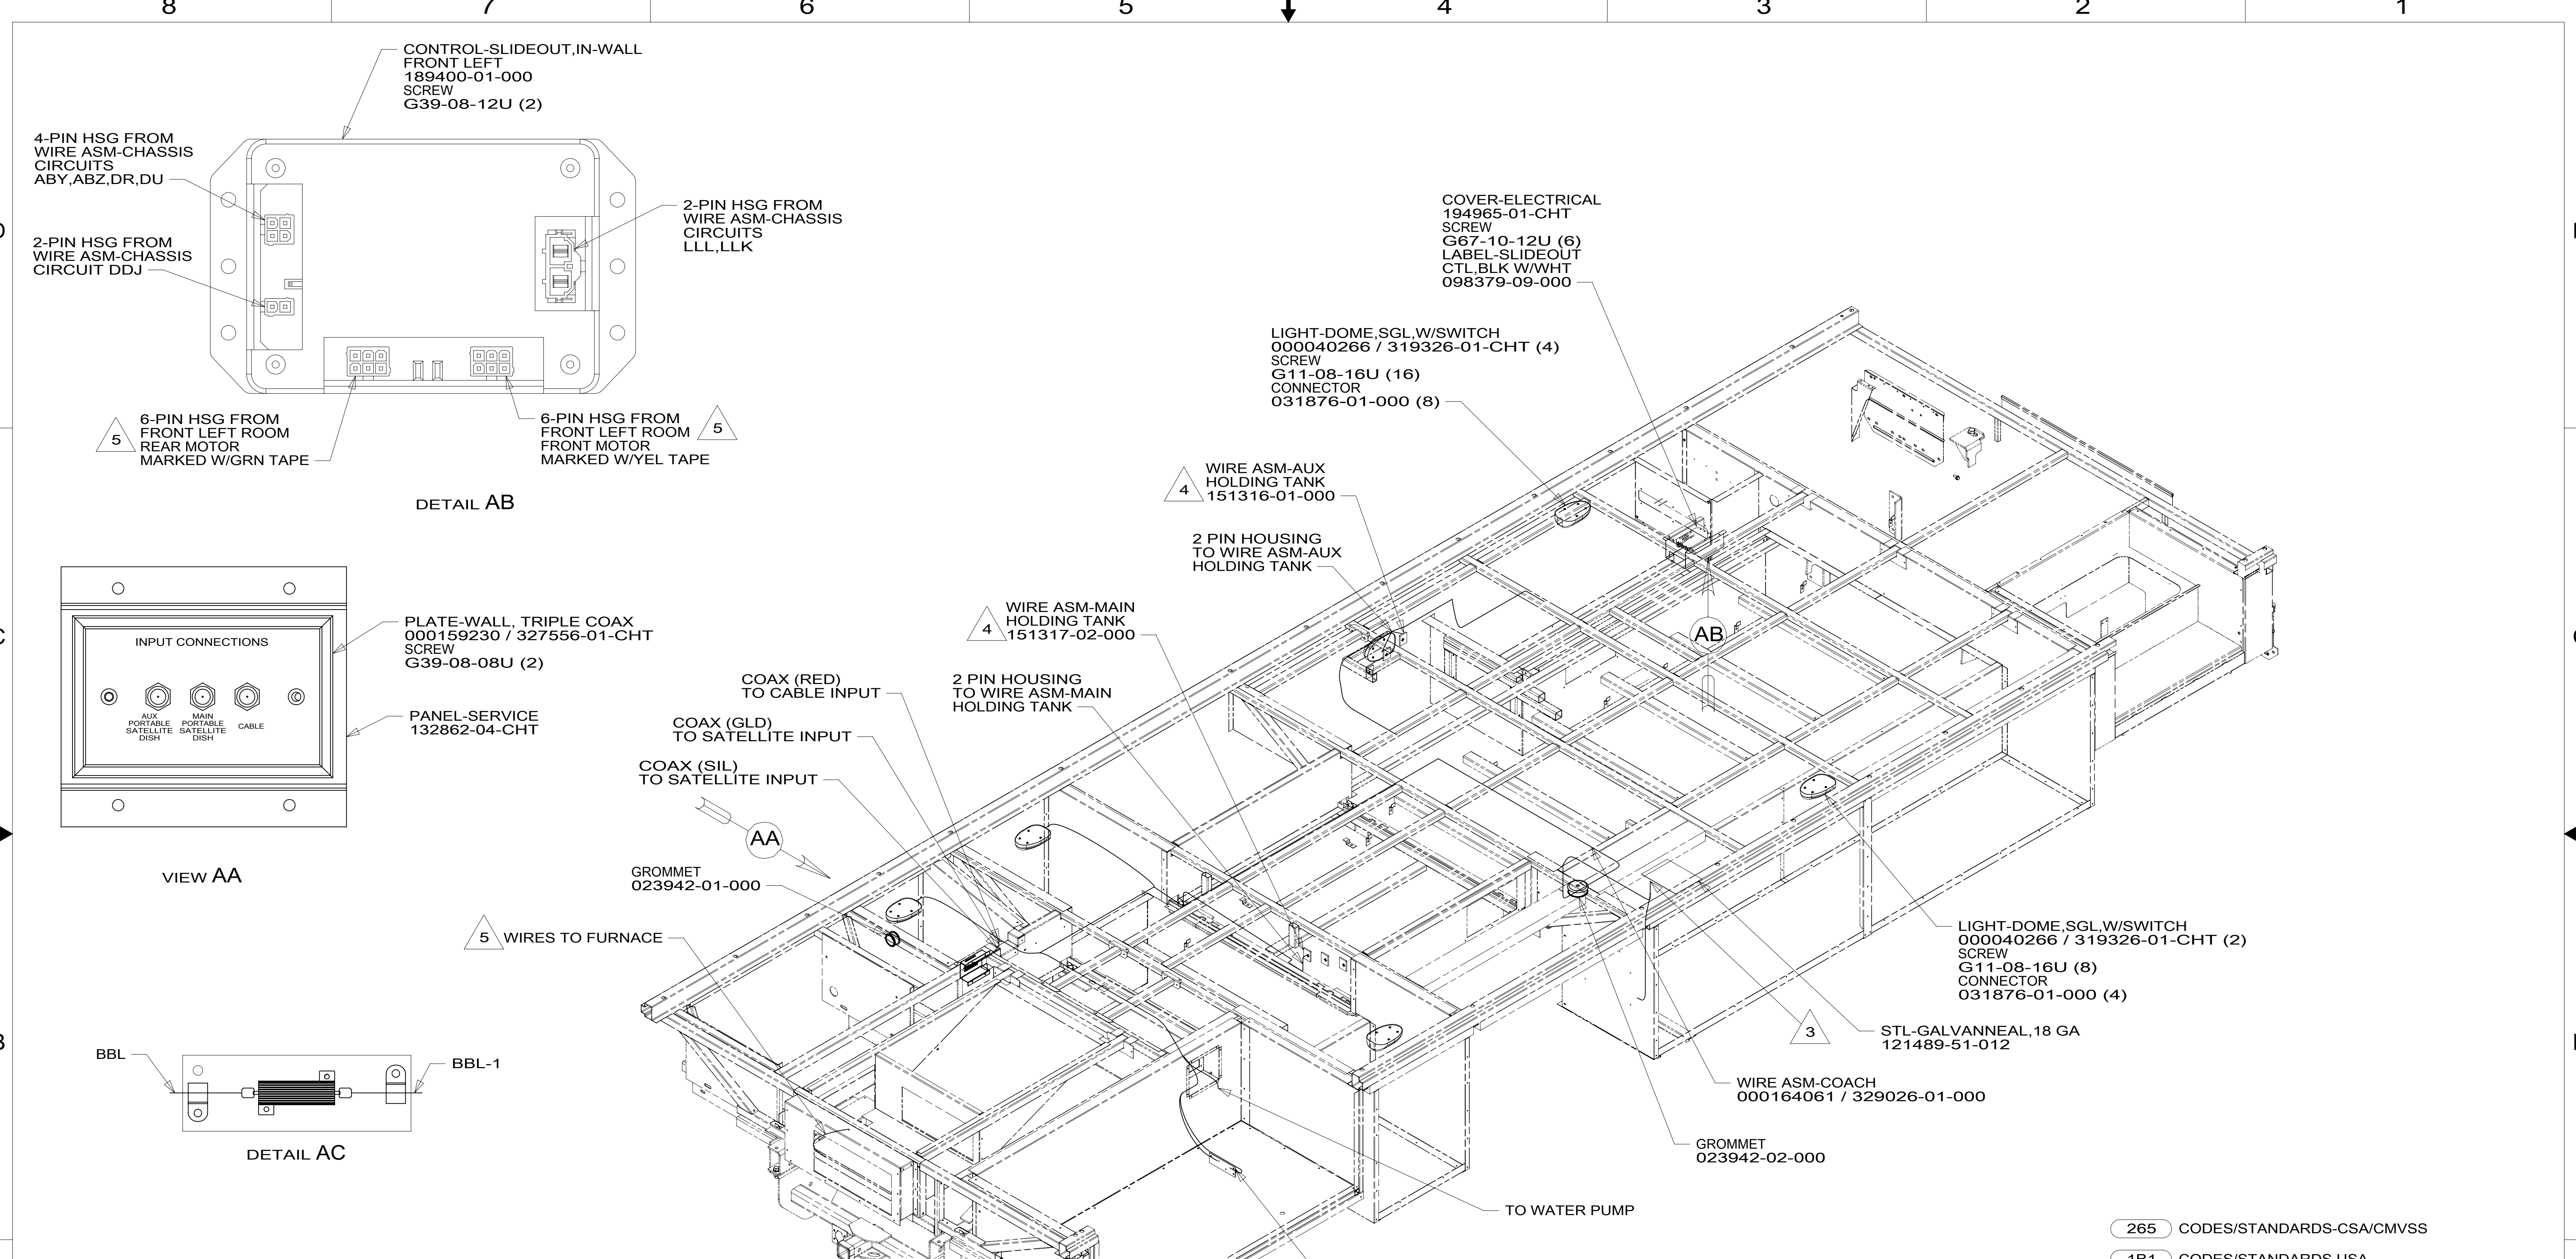 8 7 6 5 4 3 2 1
CONTROL-SLIDEOUT,IN-WALL
FRONT LEFT
189400-01-000
SCREW
G39-08-12U (2)
4-PIN HSG FROM
WIRE ASM-CHASSIS
CIRCUITS
ABY,ABZ,DR,DU
2-PIN HSG FROM
WIRE ASM-CHASSIS
CIRCUIT DDJ
2-PIN HSG FROM
WIRE ASM-CHASSIS
CIRCUITS
LLL,LLK
5
6-PIN HSG FROM
FRONT LEFT ROOM
REAR MOTOR
MARKED W/GRN TAPE
6-PIN HSG FROM
FRONT LEFT ROOM
FRONT MOTOR
MARKED W/YEL TAPE
5
DETAIL AB
COVER-ELECTRICAL
194965-01-CHT
SCREW
G67-10-12U (6)
LABEL-SLIDEOUT
CTL,BLK W/WHT
098379-09-000
LIGHT-DOME,SGL,W/SWITCH
000040266 / 319326-01-CHT (4)
SCREW
G11-08-16U (16)
CONNECTOR
031876-01-000 (8)
4
WIRE ASM-AUX
HOLDING TANK
151316-01-000
2 PIN HOUSING
TO WIRE ASM-AUX
HOLDING TANK
4
WIRE ASM-MAIN
HOLDING TANK
151317-02-000
2 PIN HOUSING
TO WIRE ASM-MAIN
HOLDING TANK
COAX (RED)
TO CABLE INPUT
COAX (GLD)
TO SATELLITE INPUT
COAX (SIL)
TO SATELLITE INPUT
AA
AB
GROMMET
023942-01-000
5
WIRES TO FURNACE
INPUT CONNECTIONS
AUX
PORTABLE
SATELLITE
DISH
MAIN
PORTABLE
SATELLITE
DISH
CABLE
PLATE-WALL, TRIPLE COAX
000159230 / 327556-01-CHT
SCREW
G39-08-08U (2)
PANEL-SERVICE
132862-04-CHT
VIEW AA
BBL
BBL-1
DETAIL AC
LIGHT-DOME,SGL,W/SWITCH
000040266 / 319326-01-CHT (2)
SCREW
G11-08-16U (8)
CONNECTOR
031876-01-000 (4)
3
STL-GALVANNEAL,18 GA
121489-51-012
WIRE ASM-COACH
000164061 / 329026-01-000
GROMMET
023942-02-000
TO WATER PUMP
265 CODES/STANDARDS-CSA/CMVSS
1B1 CODES/STANDARDS-USA